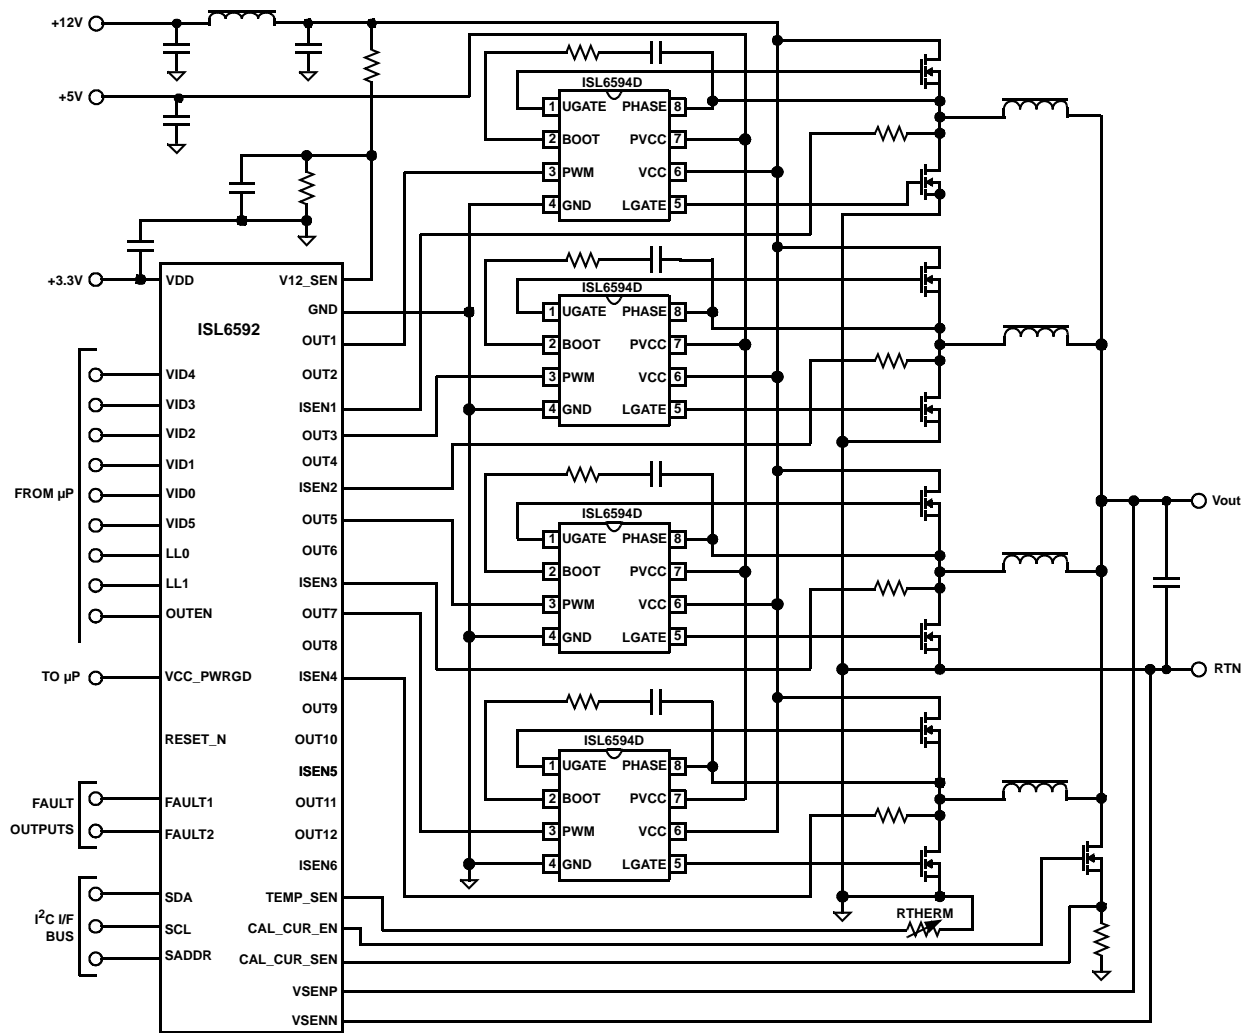 +12V
+5V
+3.3V
ISL6592
VDD
VID4
VID3
VID2
VID1
VID0
VID5
LL0
LL1
OUTEN
VCC_PWRGD
RESET_N
FAULT1
FAULT2
SDA
SCL
SADDR
FROM µP
TO µP
FAULT
OUTPUTS
I2C I/F
BUS
V12_SEN
GND
OUT1
OUT2
ISEN1
OUT3
OUT4
ISEN2
OUT5
OUT6
ISEN3
OUT7
OUT8
ISEN4
OUT9
OUT10
ISEN5
OUT11
OUT12
ISEN6
TEMP_SEN
CAL_CUR_EN
CAL_CUR_SEN
VSENP
VSENN
ISL6594D
1 UGATE PHASE 8
2 BOOT PVCC 7
3 PWM VCC 6
4 GND LGATE 5
ISL6594D
1 UGATE PHASE 8
2 BOOT PVCC 7
3 PWM VCC 6
4 GND LGATE 5
ISL6594D
1 UGATE PHASE 8
2 BOOT PVCC 7
3 PWM VCC 6
4 GND LGATE 5
ISL6594D
1 UGATE PHASE 8
2 BOOT PVCC 7
3 PWM VCC 6
4 GND LGATE 5
RTHERM
Vout
RTN